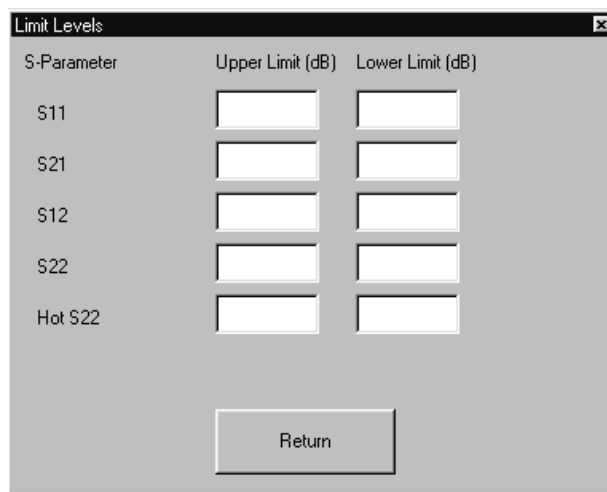 Limit Levels
S-Parameter Upper Limit (dB) Lower Limit (dB)
S11
S21
S12
S22
Hot S22
Return